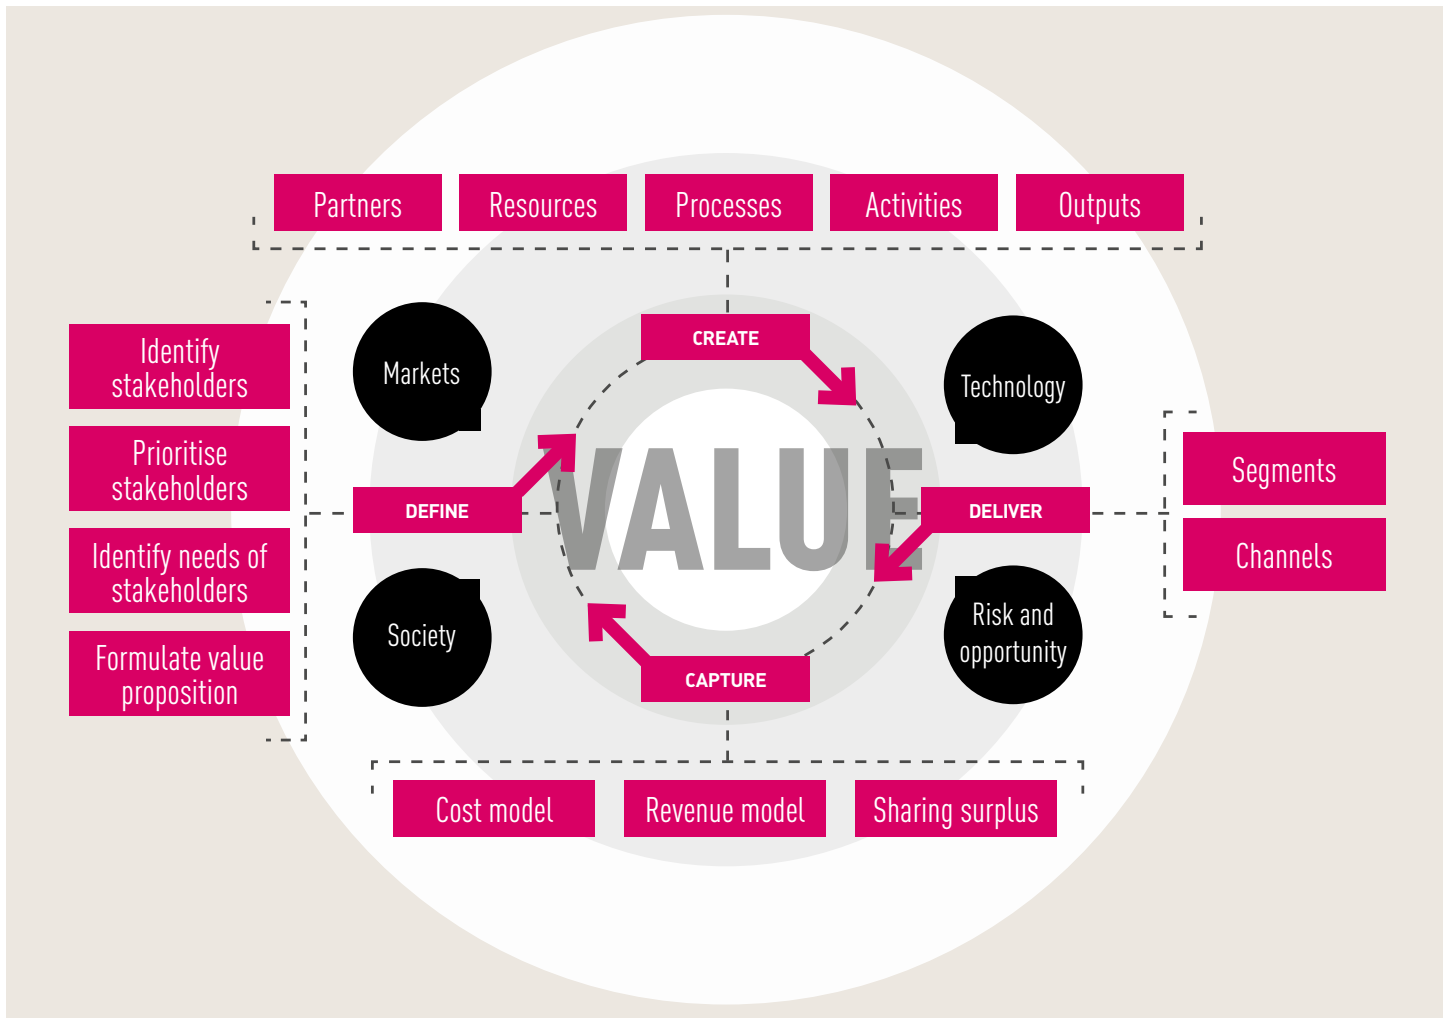 Partners
Resources
Processes
Activities
Outputs
CREATE
Markets
Technology
Identify
stakeholders
Prioritise
stakeholders
Identify needs of
stakeholders
Formulate value
proposition
DEFINE
VALUE
DELIVER
Segments
Channels
Society
Risk and
opportunity
CAPTURE
Cost model
Revenue model
Sharing surplus